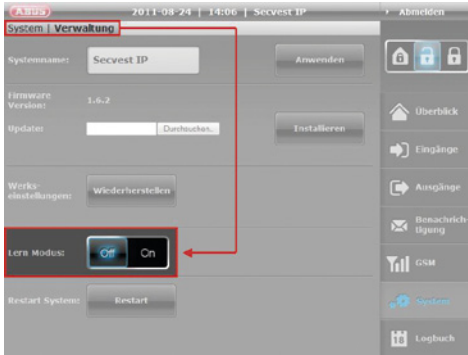 ABUS 2011-08-24 | 14:06 | Secvest IP Abmelden
System | Verwaltung
Systemname: Secvest IP Anwenden
Firmware
Version: 1.6.2
Update: Durchsuchen... Installieren
Werks-
einstellungen: Wiederherstellen
Lern Modus: Off On
Restart System: Restart
Überblick
Eingänge
Ausgänge
Benachrich
tigung
GSM
System
18 Logbuch